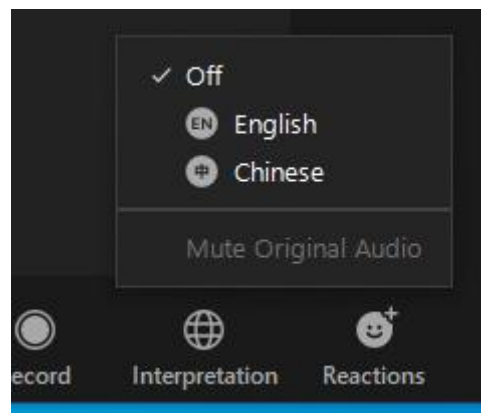 Off
EN English
中 Chinese
Mute Original Audio
ecord Interpretation Reactions